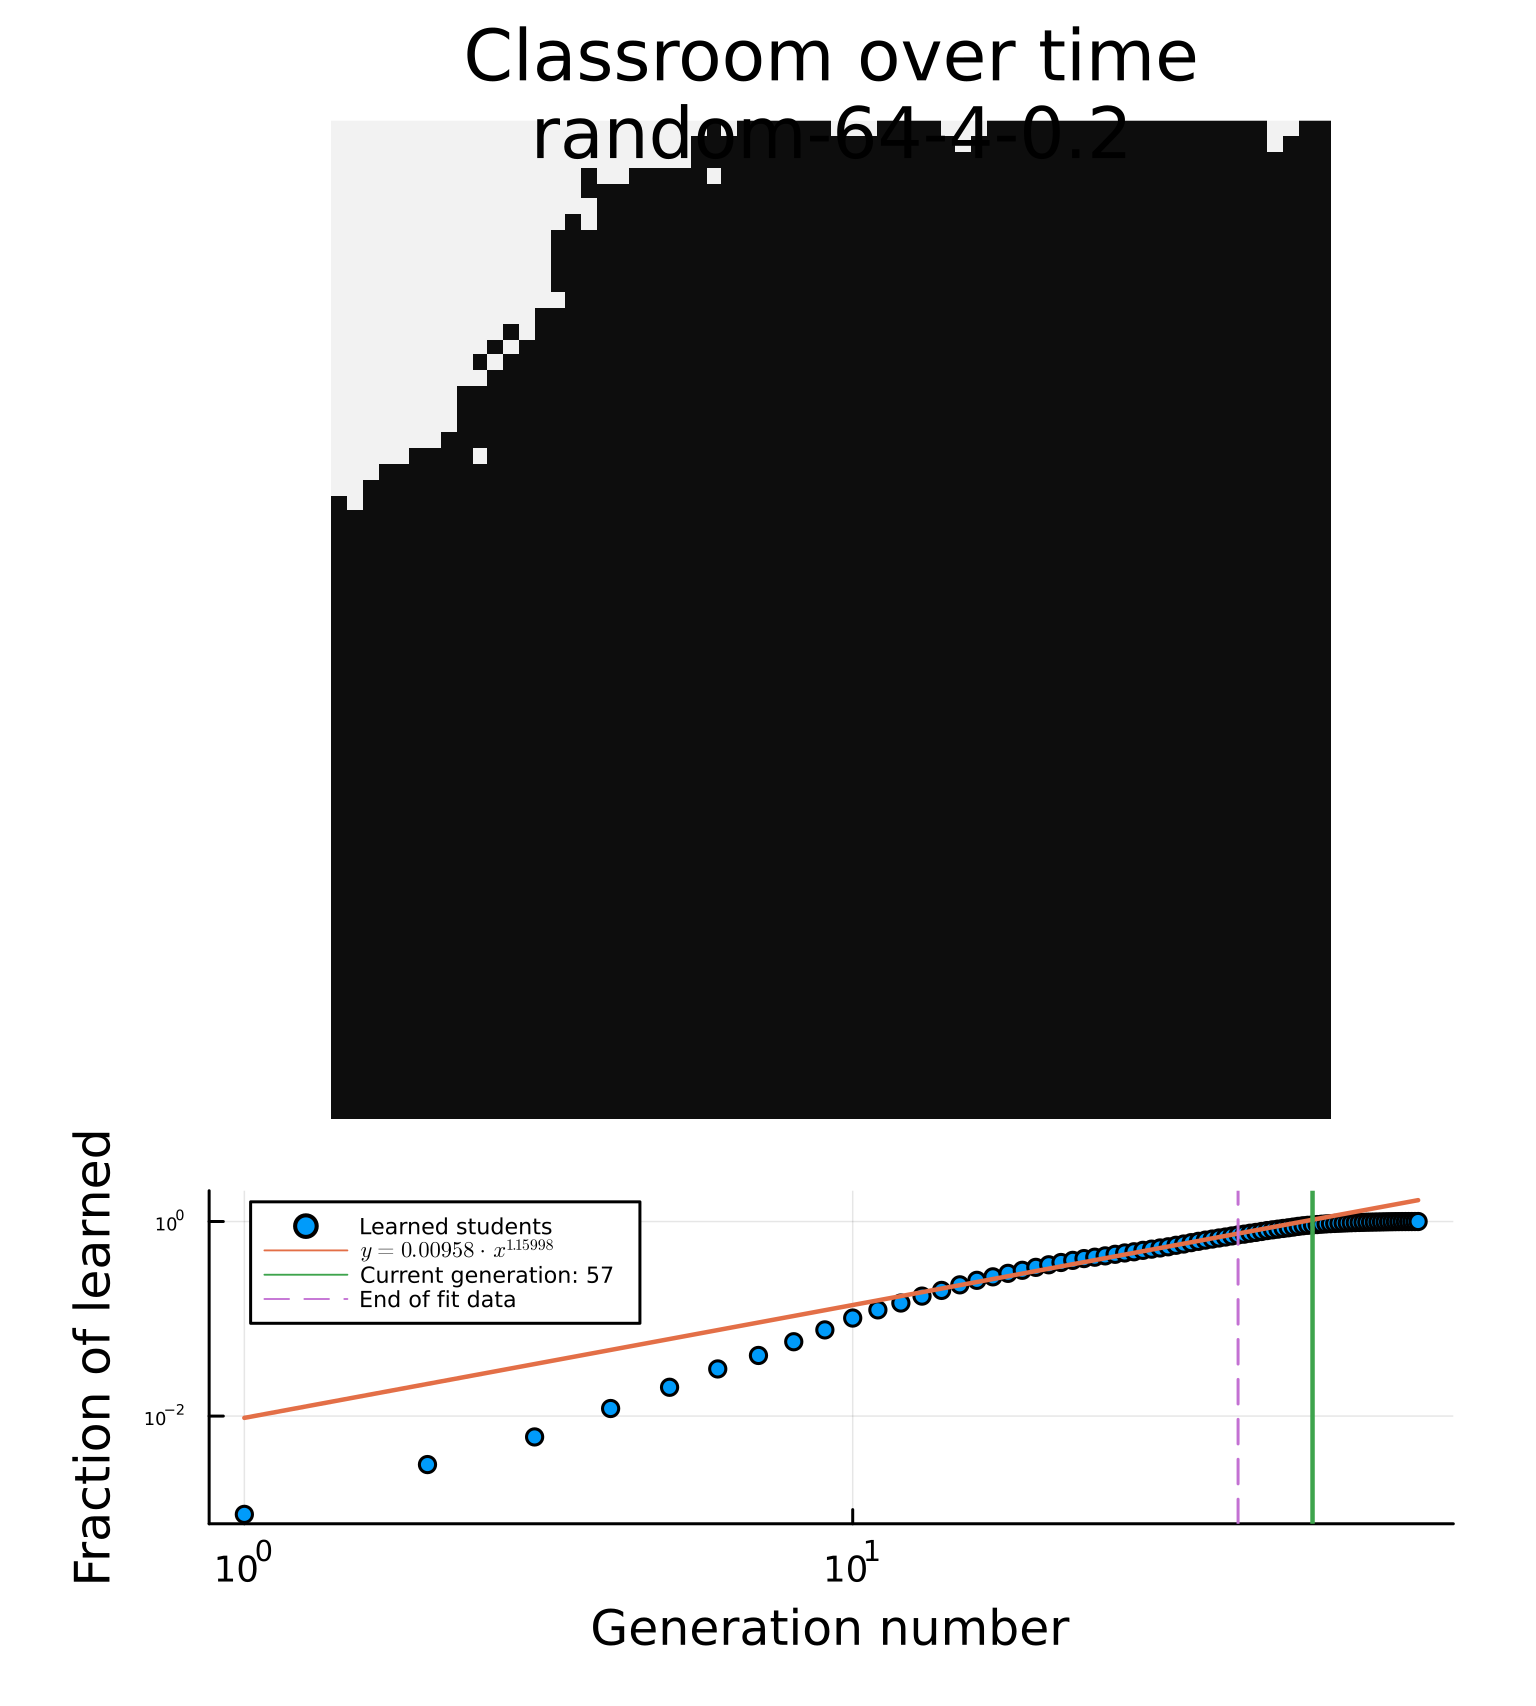 Classroom over time
random-64-4-0.2
Fraction of learned
10^0
10^-2
Learned students
y = 0.00958 · x^1.15998
Current generation: 57
End of fit data
10^0
10^1
Generation number